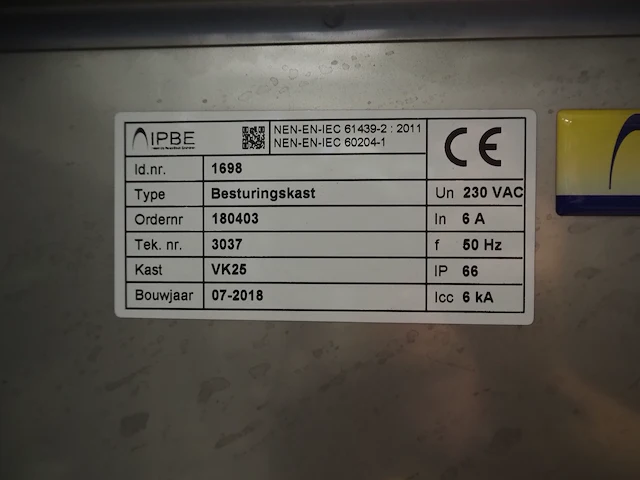 IPBE
NEN-EN-IEC 61439-2 : 2011
NEN-EN-IEC 60204-1
CE
Id.nr. 1698
Type Besturingskast Un 230 VAC
Ordernr 180403 In 6 A
Tek. nr. 3037 f 50 Hz
Kast VK25 IP 66
Bouwjaar 07-2018 Icc 6 kA